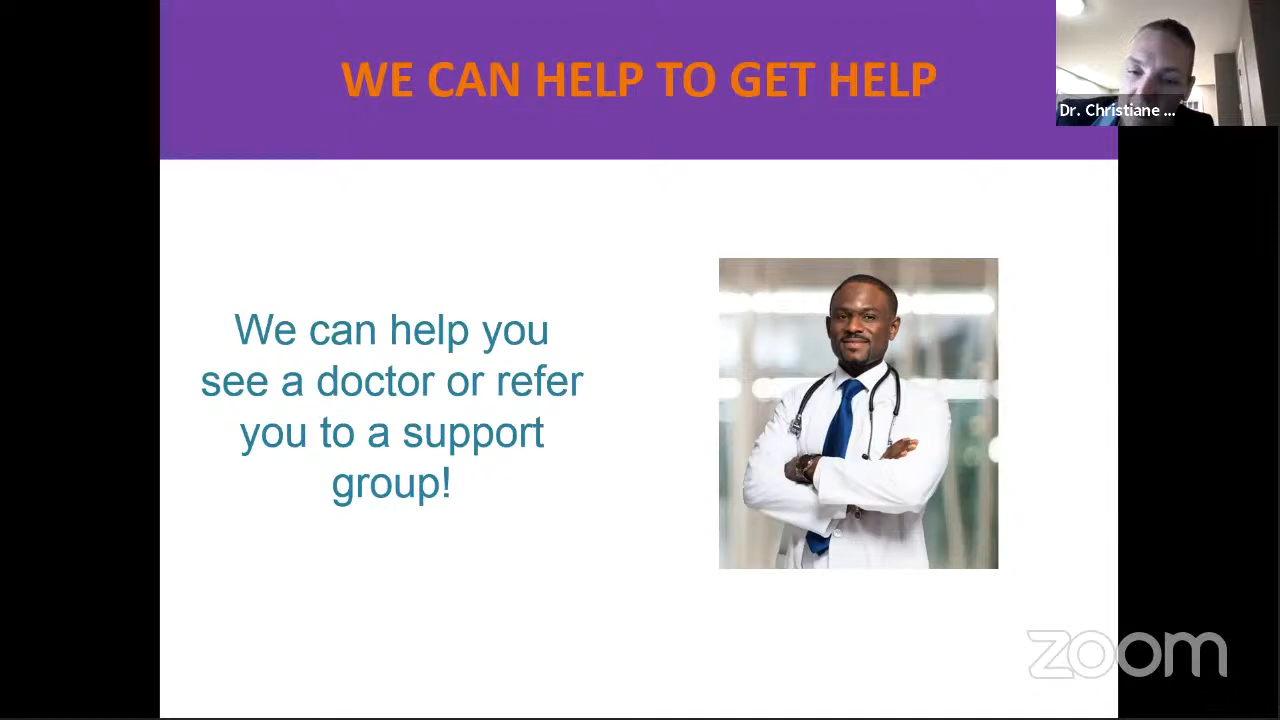 WE CAN HELP TO GET HELP
Dr. Christiane ...
We can help you
see a doctor or refer
you to a support
group!
zoom